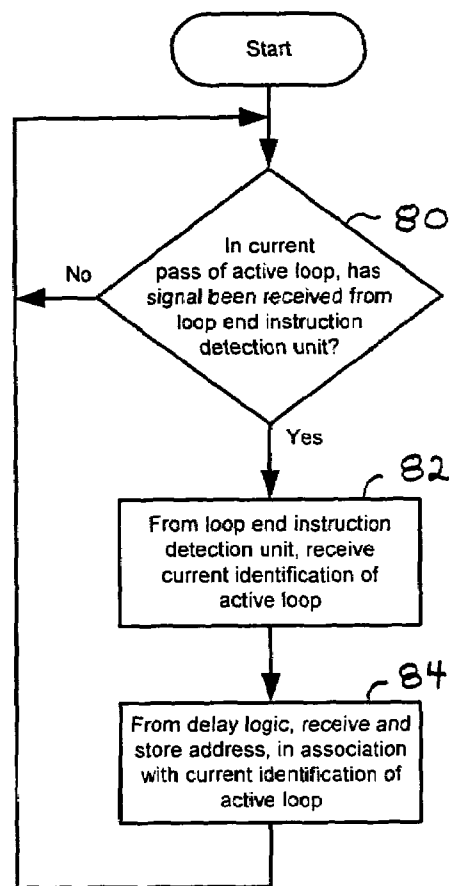 Start
80
In current
pass of active loop, has
signal been received from
loop end instruction
detection unit?
No
Yes
82
From loop end instruction
detection unit, receive
current identification of
active loop
84
From delay logic, receive and
store address, in association
with current identification of
active loop